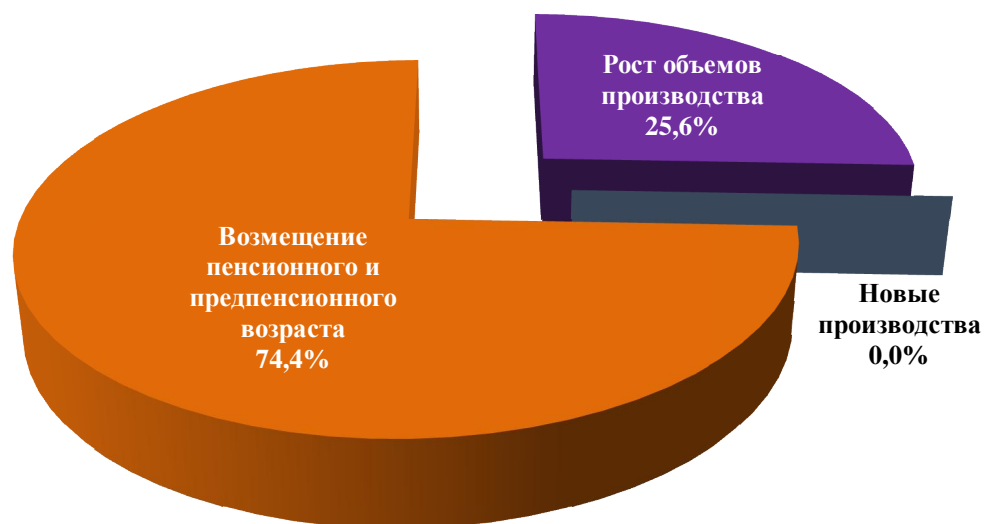 Рост объемов
производства
25,6%
Возмещение
пенсионного и
предпенсионного
возраста
74,4%
Новые
производства
0,0%